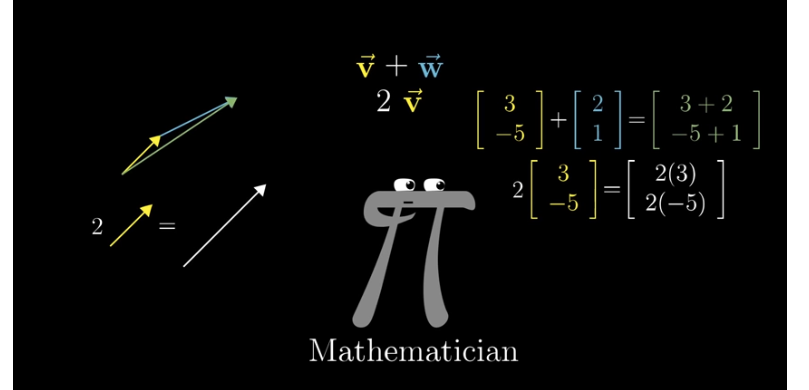 v⃗ + w⃗
2 v⃗
[3 −5] + [2 1] = [3 + 2 −5 + 1]
2 [3 −5] = [2(3) 2(−5)]
2 =
Mathematician